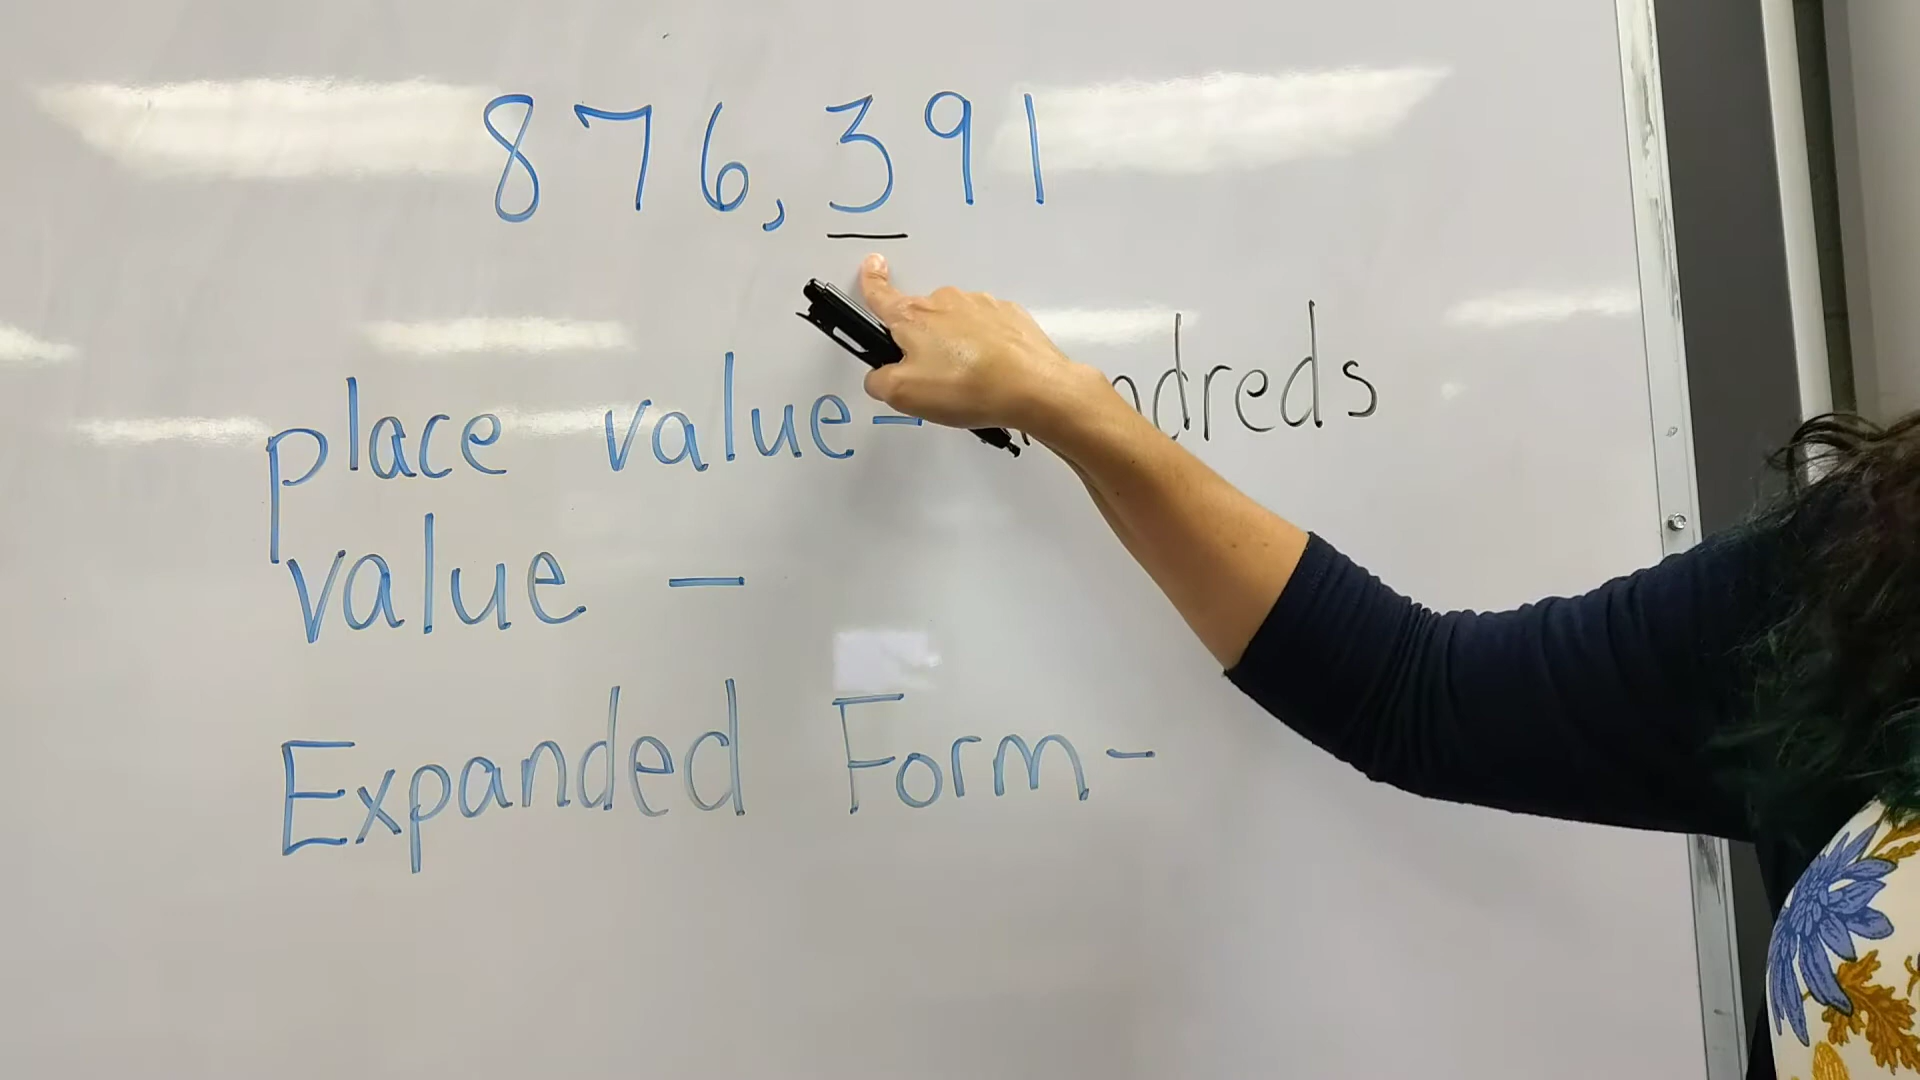 876,391
place value-
value -
Expanded Form-